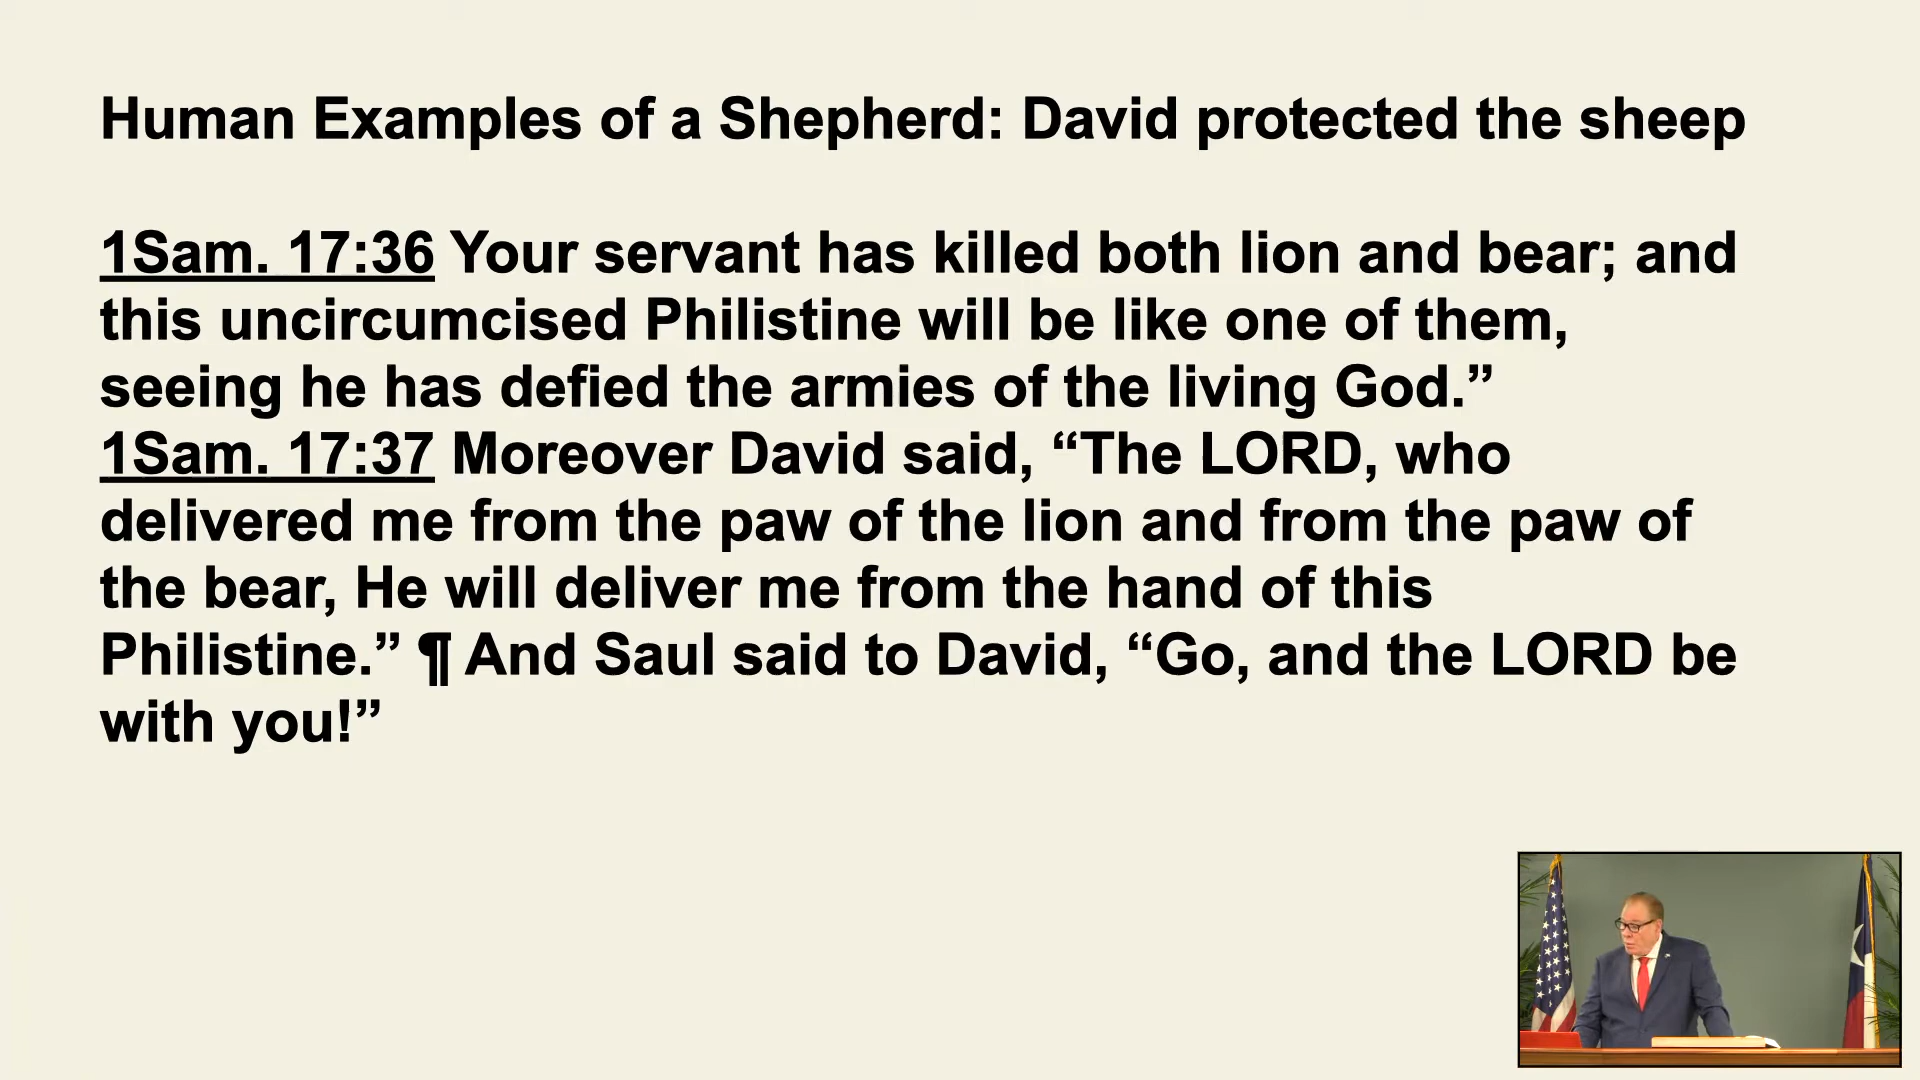 Human Examples of a Shepherd: David protected the sheep
1Sam. 17:36 Your servant has killed both lion and bear; and
this uncircumcised Philistine will be like one of them,
seeing he has defied the armies of the living God.”
1Sam. 17:37 Moreover David said, “The LORD, who
delivered me from the paw of the lion and from the paw of
the bear, He will deliver me from the hand of this
Philistine.” ¶ And Saul said to David, “Go, and the LORD be
with you!”